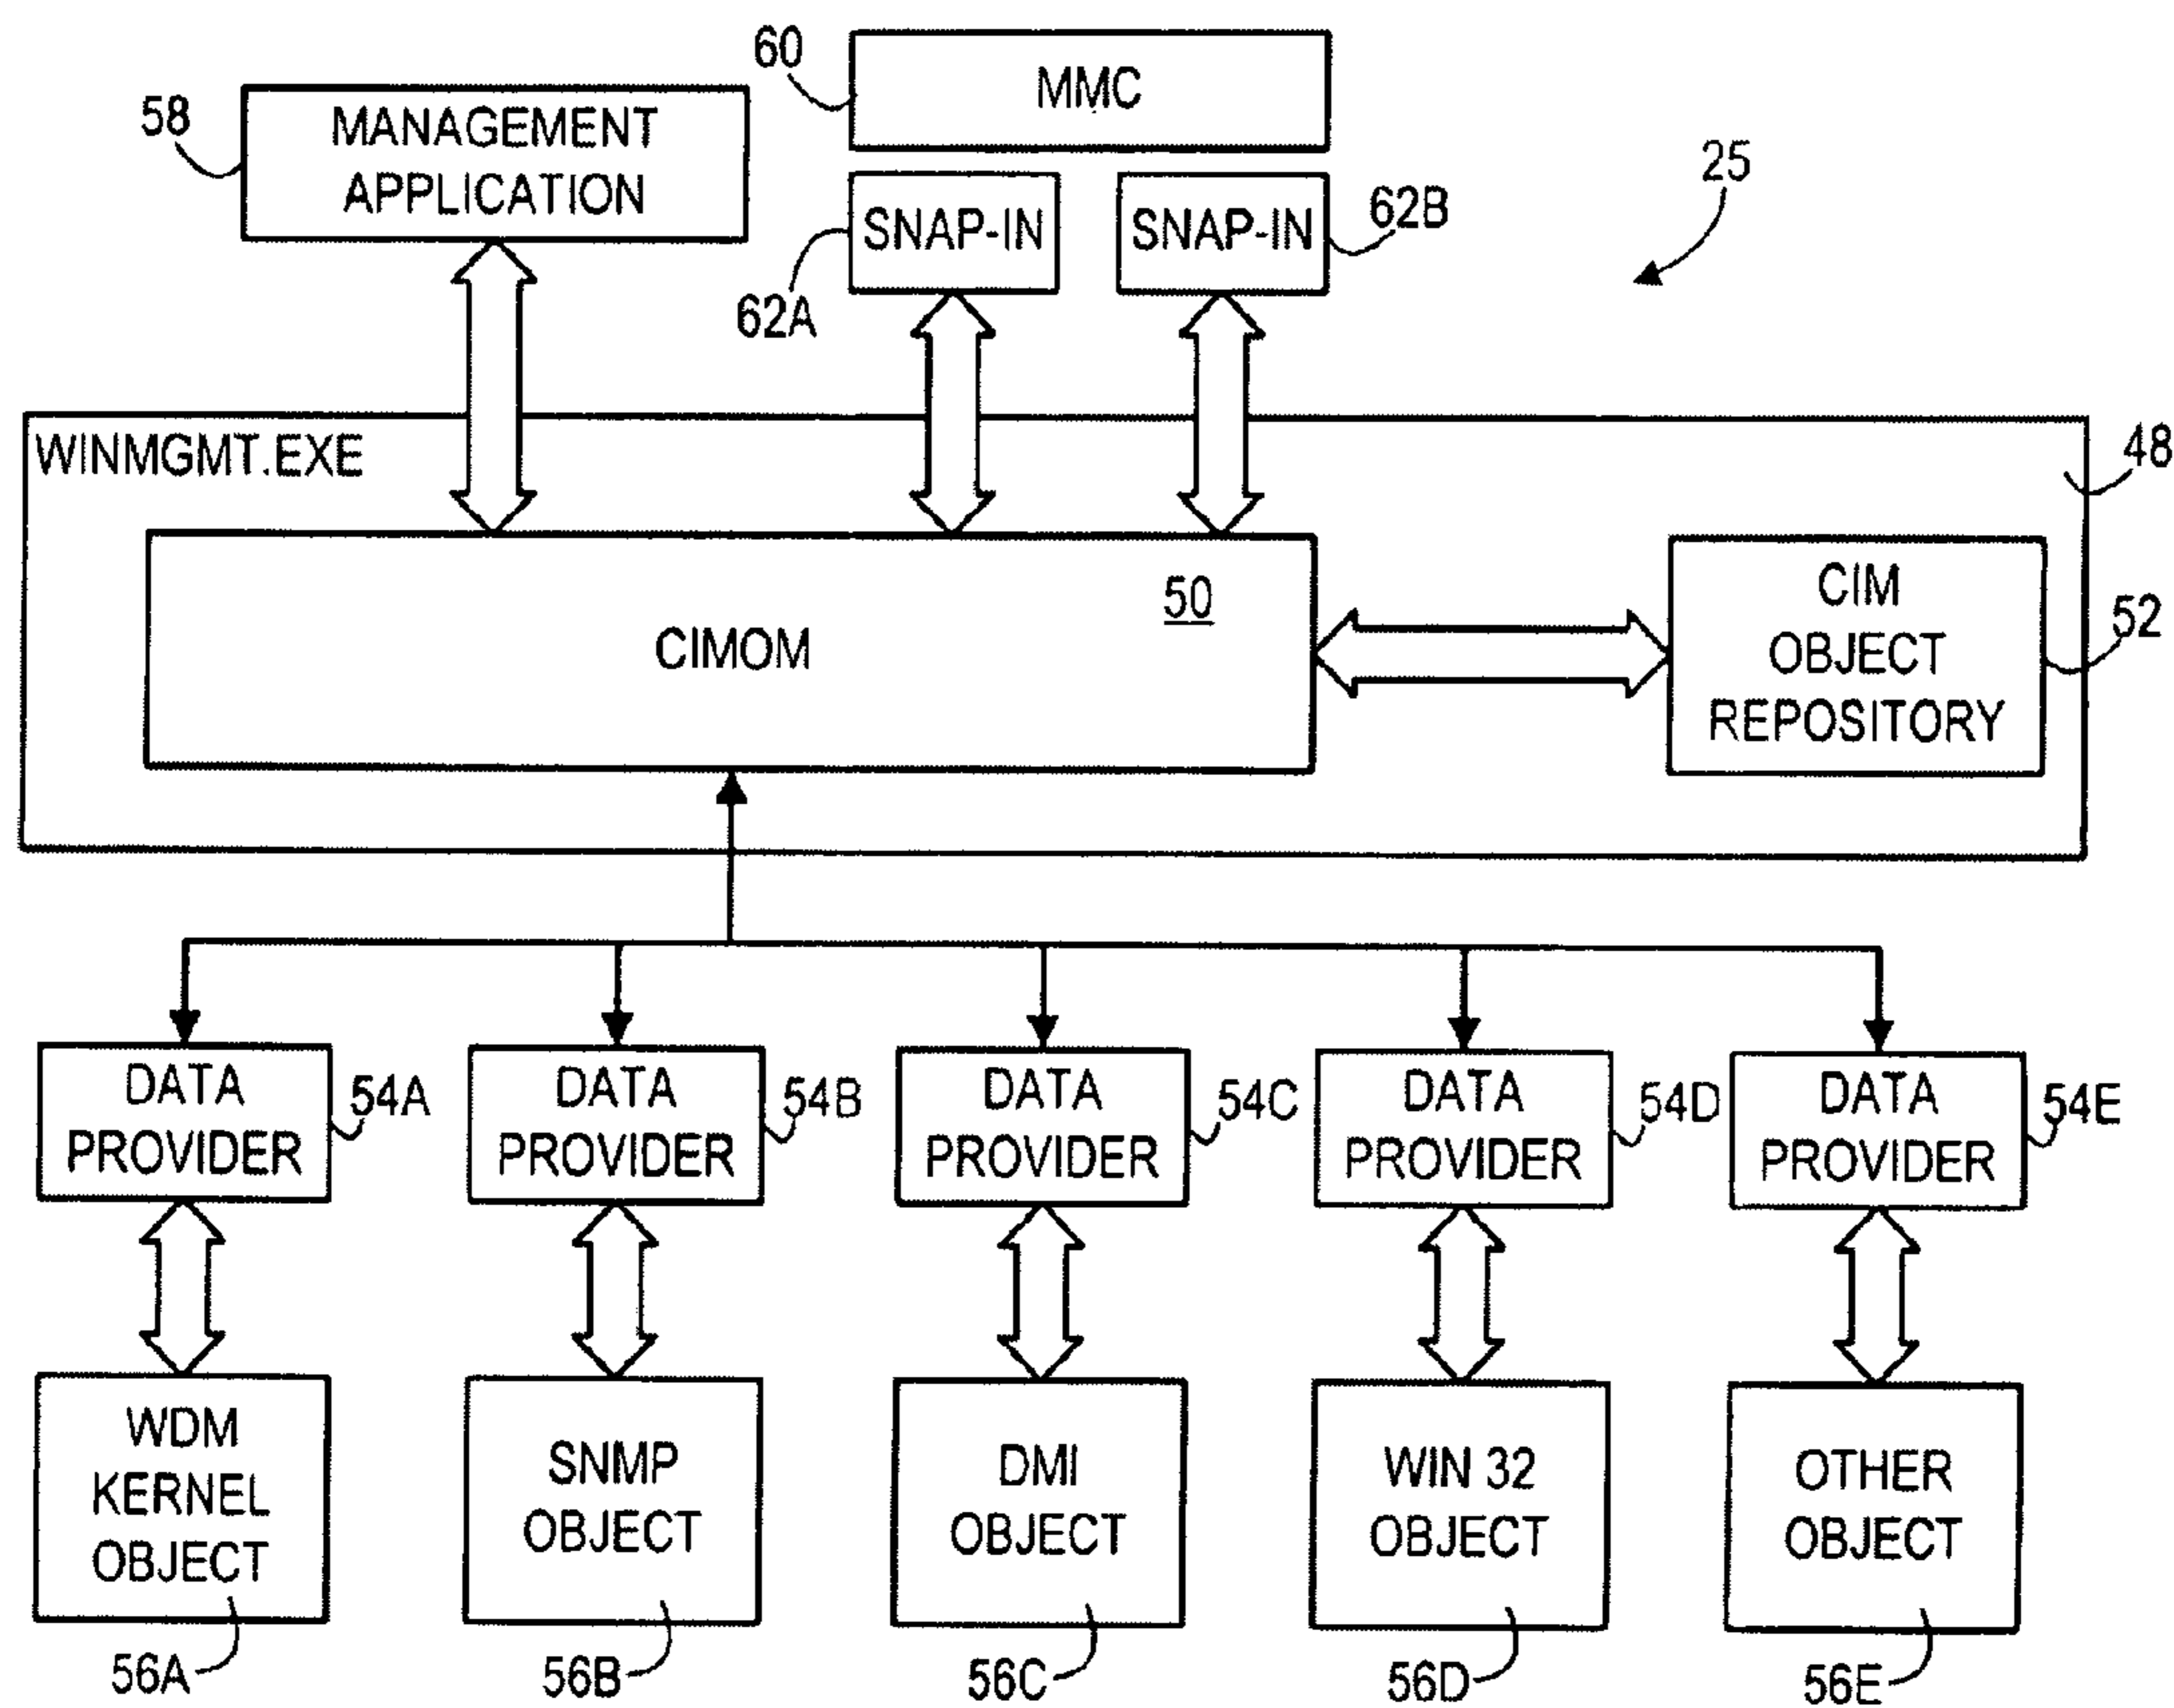 60
MMC
58
MANAGEMENT
APPLICATION
25
SNAP-IN
SNAP-IN
62B
62A
WINMGMT.EXE
48
50
CIMOM
CIM
OBJECT
REPOSITORY
52
DATA
PROVIDER
54A
DATA
PROVIDER
54B
DATA
PROVIDER
54C
DATA
PROVIDER
54D
DATA
PROVIDER
54E
WDM
KERNEL
OBJECT
SNMP
OBJECT
DMI
OBJECT
WIN 32
OBJECT
OTHER
OBJECT
56A
56B
56C
56D
56E